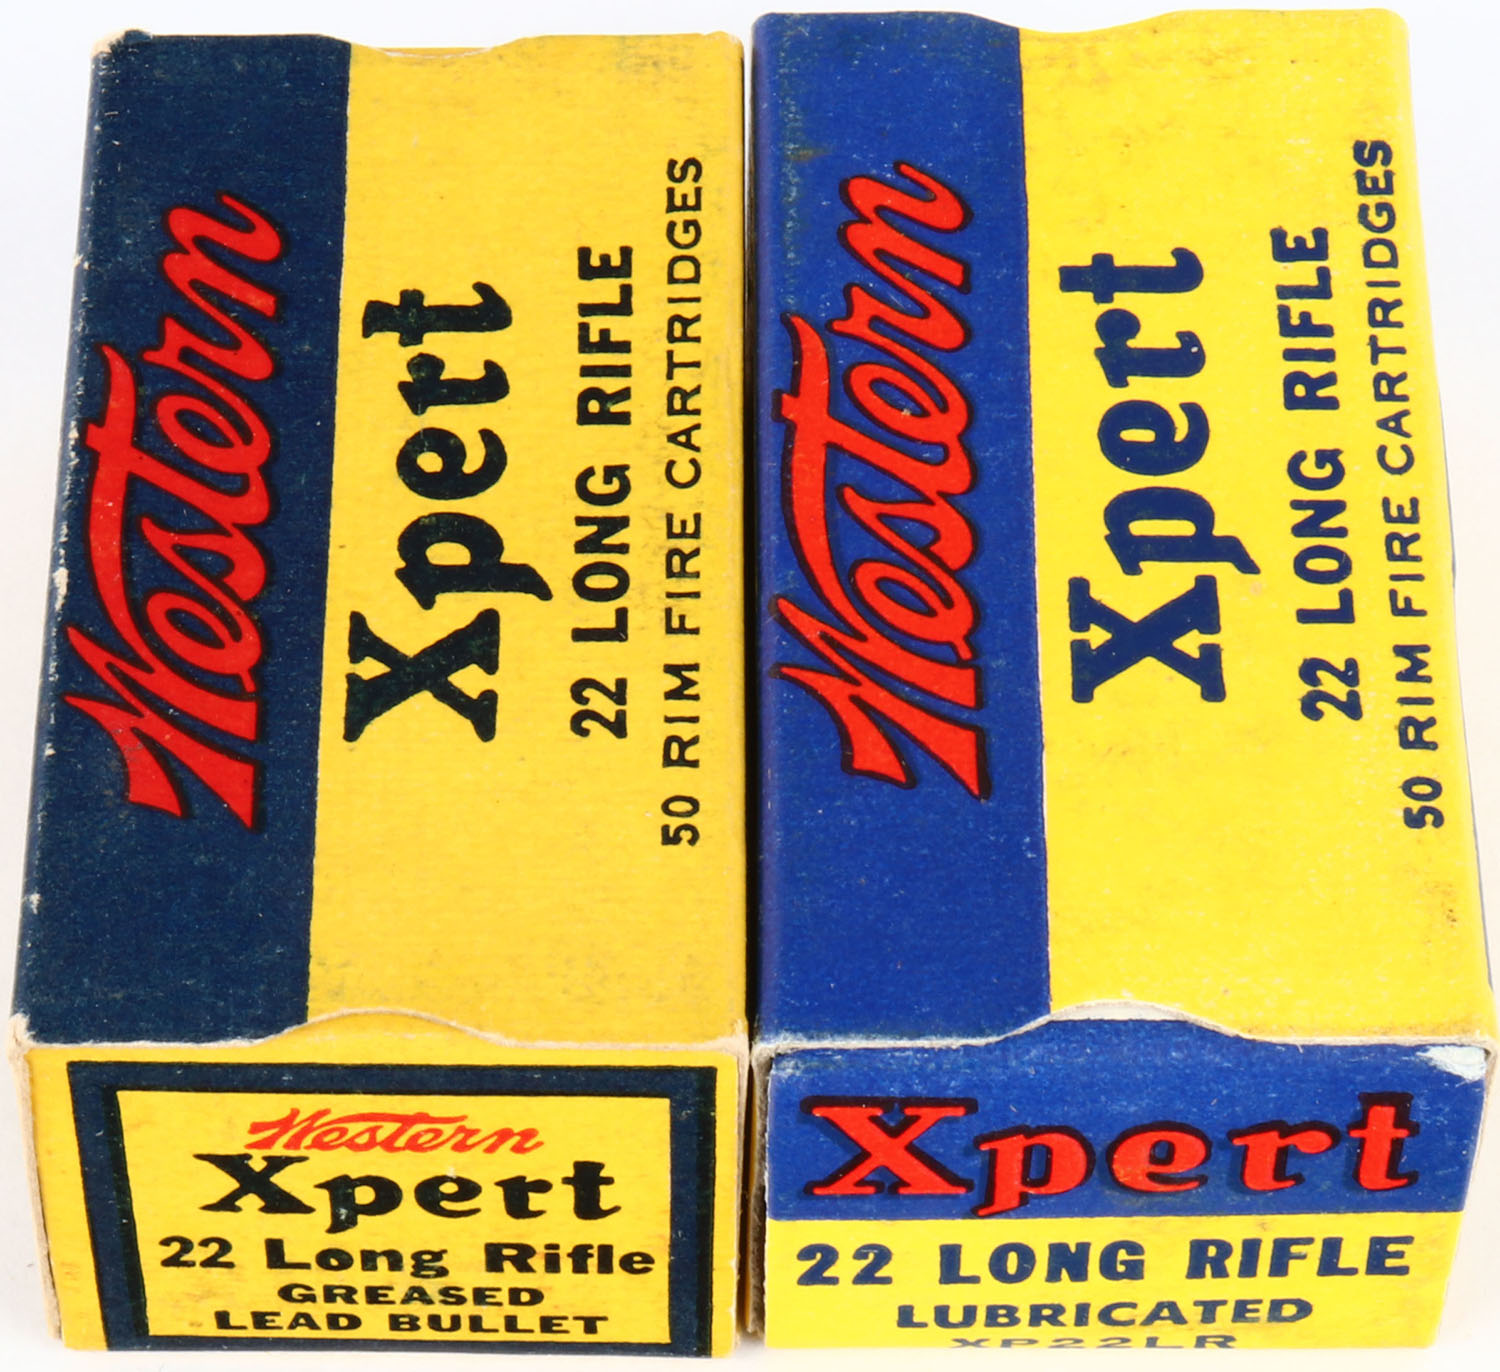 Western
Xpert
22 LONG RIFLE
50 RIM FIRE CARTRIDGES
Western
Xpert
22 Long Rifle
GREASED
LEAD BULLET
Western
Xpert
22 LONG RIFLE
50 RIM FIRE CARTRIDGES
Xpert
22 LONG RIFLE
LUBRICATED
XP22LR